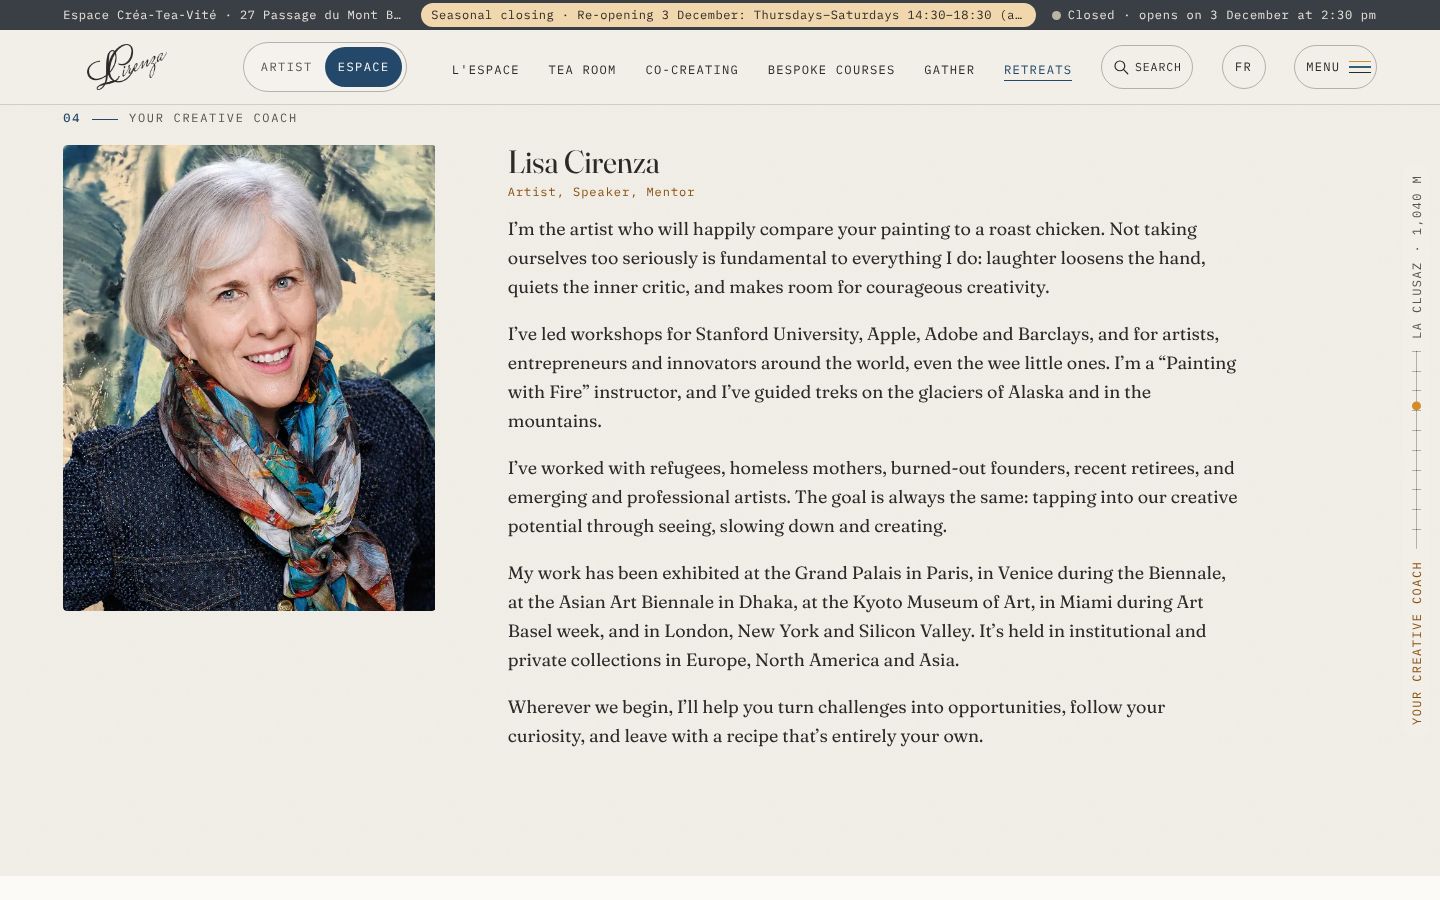 Espace Créa-Tea-Vité · 27 Passage du Mont B…
Seasonal closing · Re-opening 3 December: Thursdays–Saturdays 14:30–18:30 (a…
Closed · opens on 3 December at 2:30 pm
Cirenza
ARTIST
ESPACE
L'ESPACE
TEA ROOM
CO-CREATING
BESPOKE COURSES
GATHER
RETREATS
SEARCH
FR
MENU
04 YOUR CREATIVE COACH
Lisa Cirenza
Artist, Speaker, Mentor
I’m the artist who will happily compare your painting to a roast chicken. Not taking
ourselves too seriously is fundamental to everything I do: laughter loosens the hand,
quiets the inner critic, and makes room for courageous creativity.
I’ve led workshops for Stanford University, Apple, Adobe and Barclays, and for artists,
entrepreneurs and innovators around the world, even the wee little ones. I’m a “Painting
with Fire” instructor, and I’ve guided treks on the glaciers of Alaska and in the
mountains.
I’ve worked with refugees, homeless mothers, burned-out founders, recent retirees, and
emerging and professional artists. The goal is always the same: tapping into our creative
potential through seeing, slowing down and creating.
My work has been exhibited at the Grand Palais in Paris, in Venice during the Biennale,
at the Asian Art Biennale in Dhaka, at the Kyoto Museum of Art, in Miami during Art
Basel week, and in London, New York and Silicon Valley. It’s held in institutional and
private collections in Europe, North America and Asia.
Wherever we begin, I’ll help you turn challenges into opportunities, follow your
curiosity, and leave with a recipe that’s entirely your own.
LA CLUSAZ · 1,040 M
YOUR CREATIVE COACH